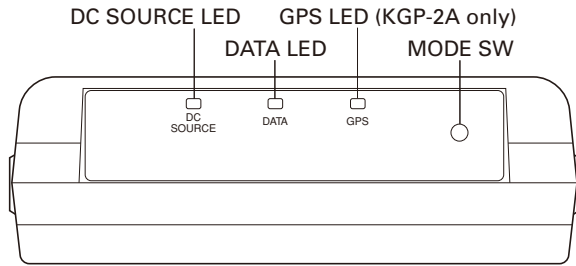 DC SOURCE LED GPS LED (KGP-2A only)
DATA LED MODE SW
DC
SOURCE DATA GPS